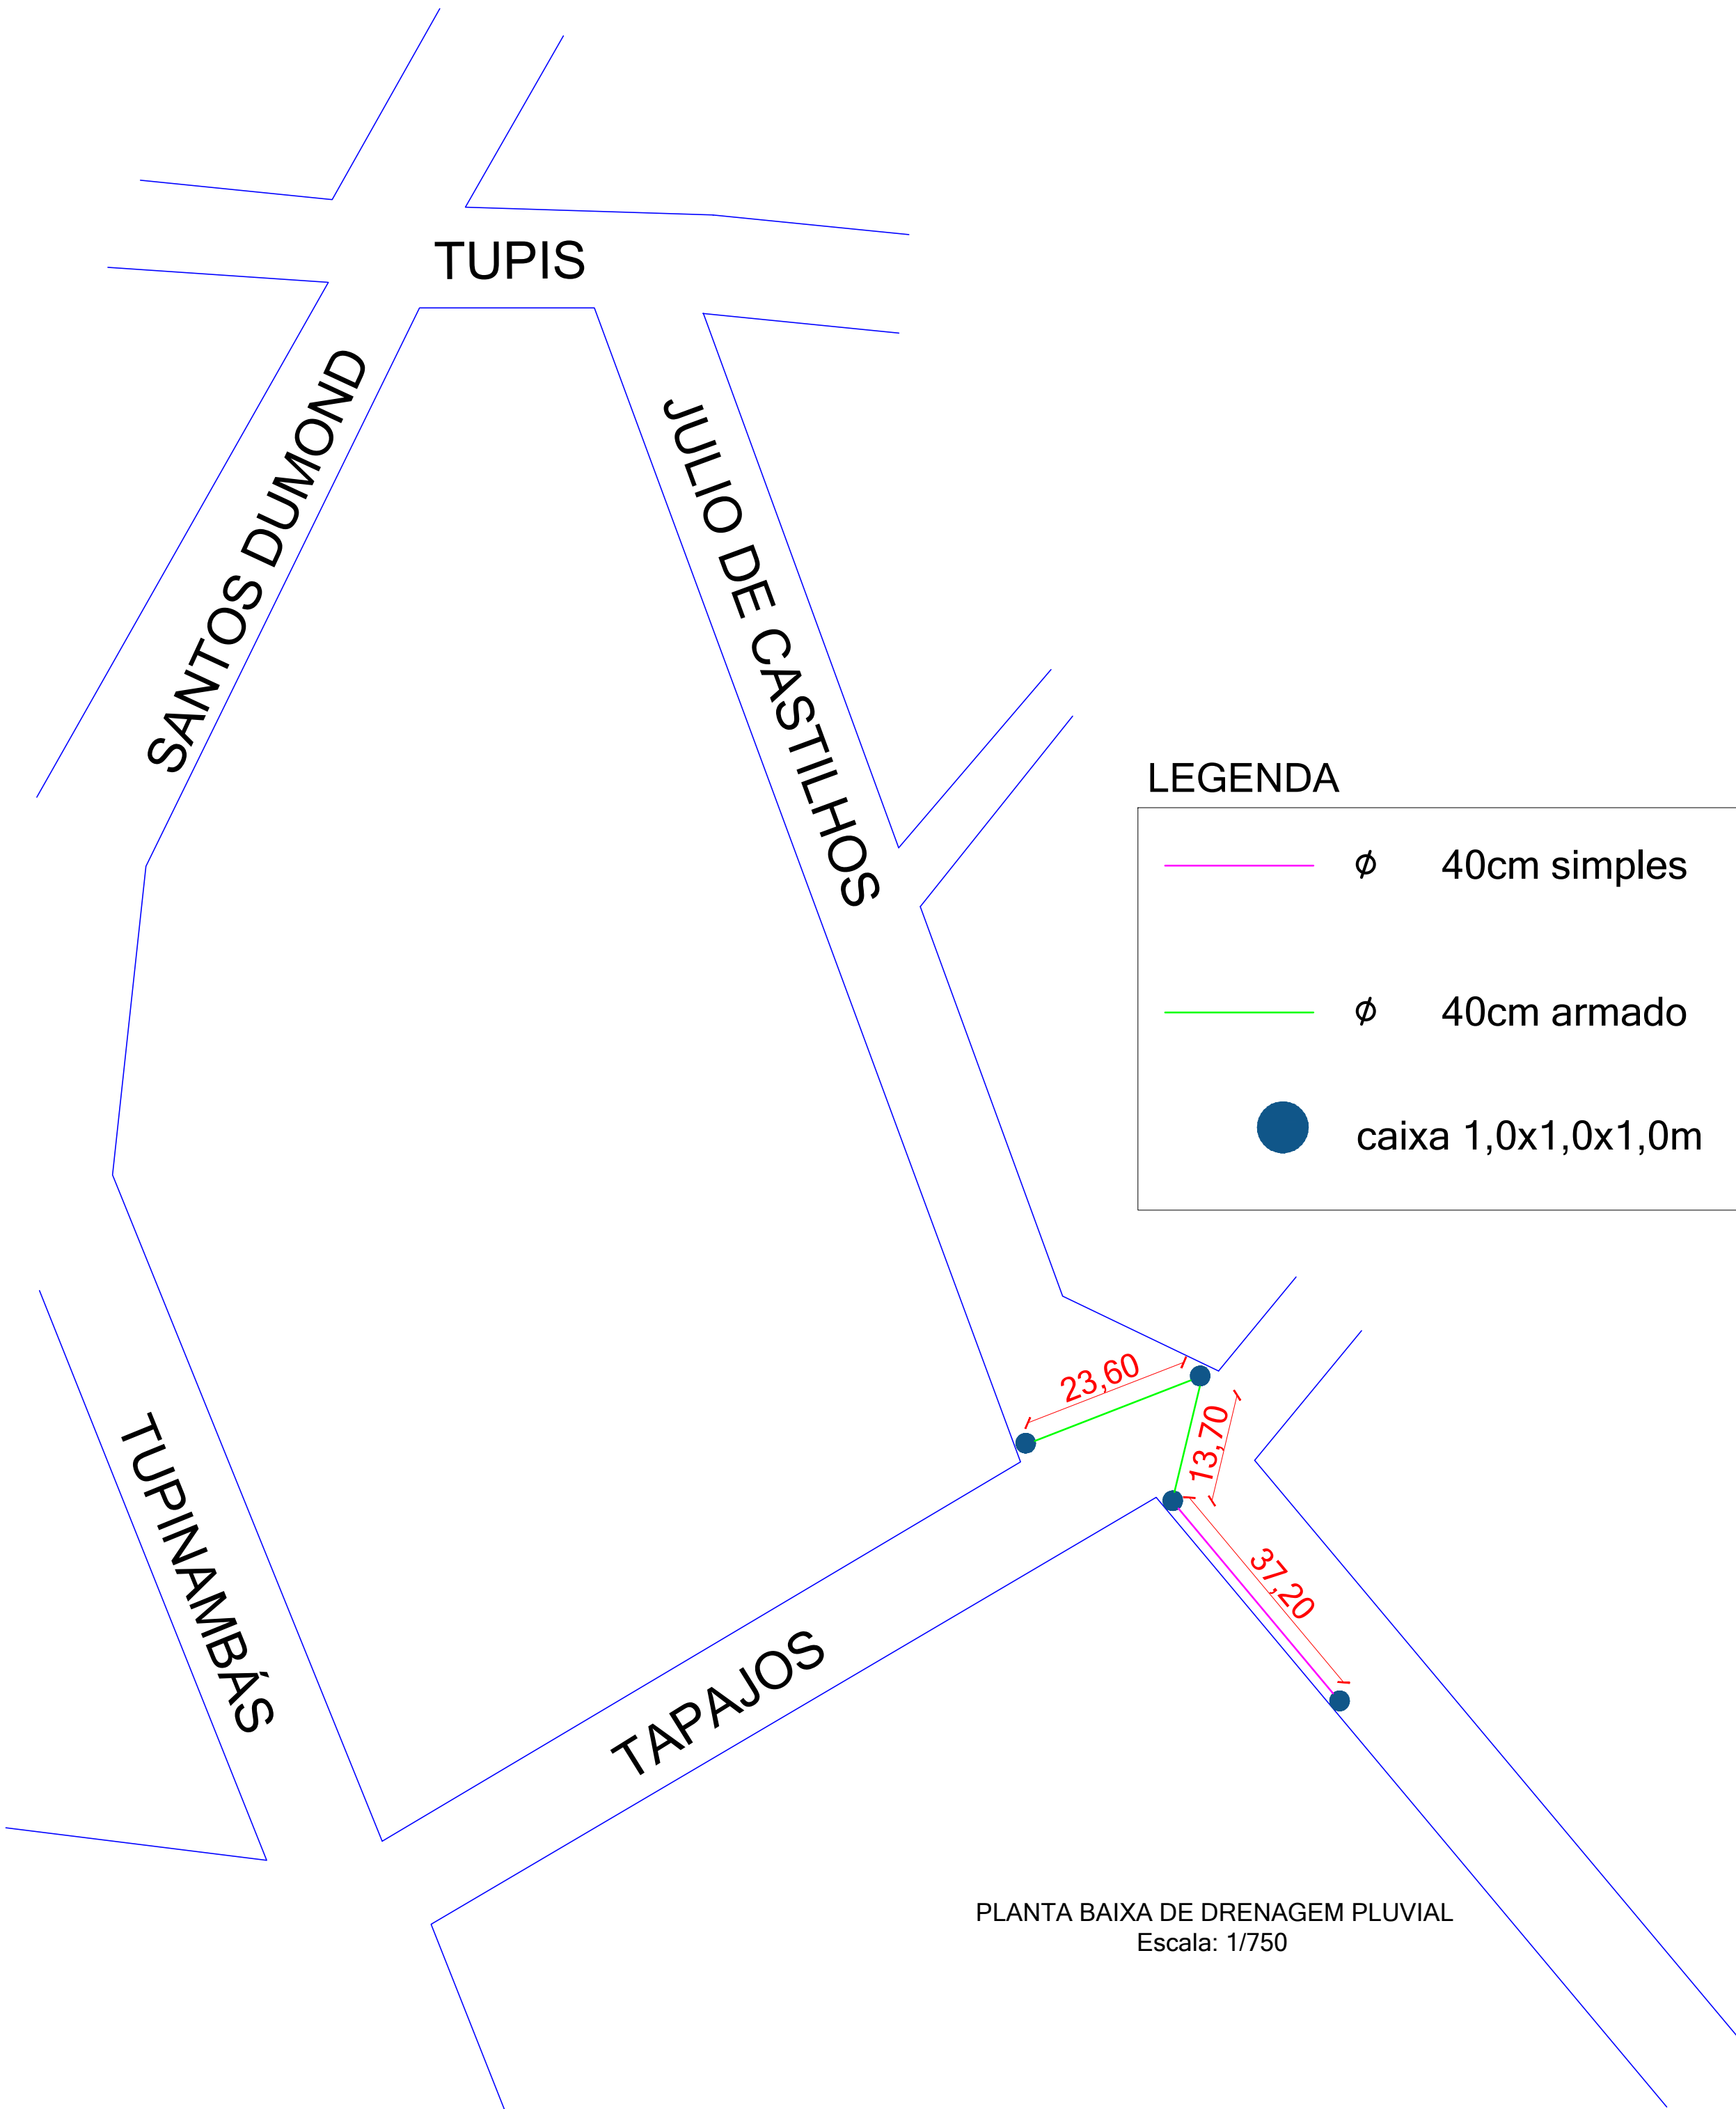 TUPIS
SANTOS DUMOND
JULIO DE CASTILHOS
LEGENDA
ϕ 40cm simples
ϕ 40cm armado
caixa 1,0x1,0x1,0m
23,60
13,70
37,20
TUPINAMBÁS
TAPAJOS
PLANTA BAIXA DE DRENAGEM PLUVIAL
Escala: 1/750